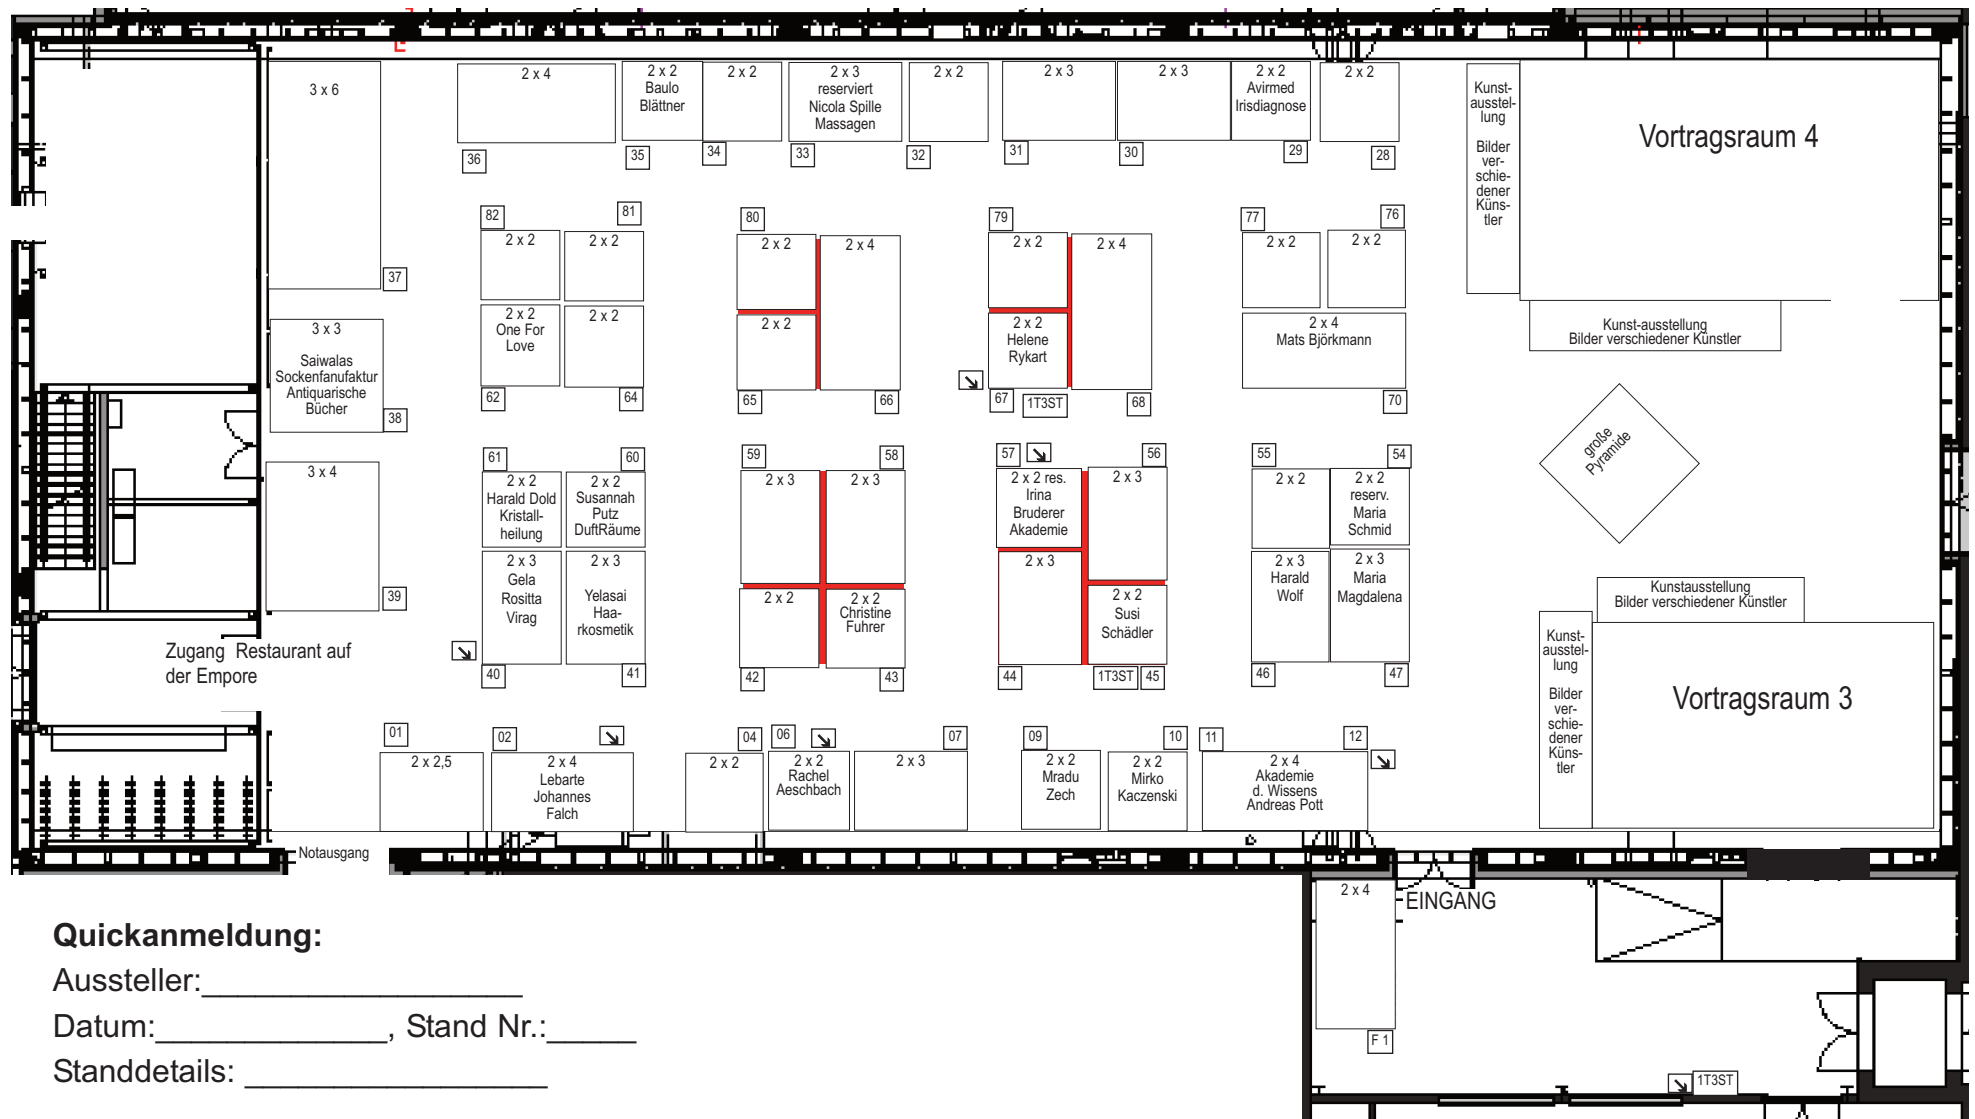 3 x 6
37
2 x 4
36
2 x 2
Baulo
Blättner
35
2 x 2
34
2 x 3
reserviert
Nicola Spille
Massagen
33
2 x 2
32
2 x 3
31
2 x 3
30
2 x 2
Avirmed
Irisdiagnose
29
2 x 2
28
Kunst-
ausstel-
lung
Bilder
ver-
schie-
dener
Küns-
tler
Vortragsraum 4
Kunst-ausstellung
Bilder verschiedener Künstler
82
2 x 2
81
2 x 2
2 x 2
One For
Love
62
2 x 2
64
80
2 x 2
2 x 4
2 x 2
65
66
79
2 x 2
2 x 4
2 x 2
Helene
Rykart
67
1T3ST
68
77
2 x 2
76
2 x 2
2 x 4
Mats Björkmann
70
3 x 3
Saiwalas
Sockenfanufaktur
Antiquarische
Bücher
38
große
Pyramide
3 x 4
39
61
2 x 2
Harald Dold
Kristall-
heilung
60
2 x 2
Susannah
Putz
DuftRäume
2 x 3
Gela
Rositta
Virag
40
2 x 3
Yelasai
Haa-
rkosmetik
41
59
2 x 3
58
2 x 3
2 x 2
42
2 x 2
Christine
Fuhrer
43
57
2 x 2 res.
Irina
Bruderer
Akademie
56
2 x 3
2 x 3
44
2 x 2
Susi
Schädler
1T3ST
45
55
2 x 2
54
2 x 2
reserv.
Maria
Schmid
2 x 3
Harald
Wolf
46
2 x 3
Maria
Magdalena
47
Kunstausstellung
Bilder verschiedener Künstler
Kunst-
ausstel-
lung
Bilder
ver-
schie-
dener
Küns-
tler
Vortragsraum 3
Zugang Restaurant auf
der Empore
01
2 x 2,5
02
2 x 4
Lebarte
Johannes
Falch
04
2 x 2
06
2 x 2
Rachel
Aeschbach
07
2 x 3
09
2 x 2
Mradu
Zech
10
2 x 2
Mirko
Kaczenski
11
12
2 x 4
Akademie
d. Wissens
Andreas Pott
Notausgang
2 x 4
EINGANG
F 1
1T3ST
Quickanmeldung:
Aussteller:___________________
Datum:______________, Stand Nr.:_____
Standdetails: __________________